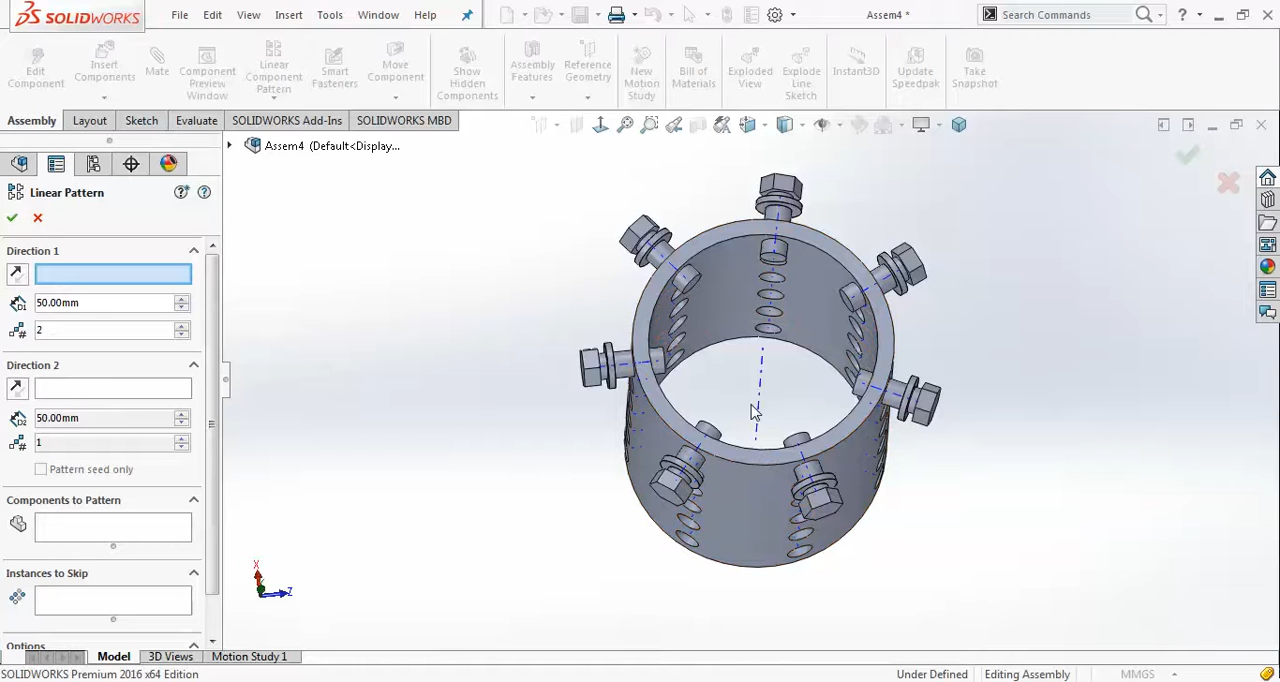 SOLIDWORKS File Edit View Insert Tools Window Help Assem4 * Search Commands ?
Edit Component
Insert Components
Mate
Component Preview Window
Linear Component Pattern
Smart Fasteners
Move Component
Show Hidden Components
Assembly Features
Reference Geometry
New Motion Study
Bill of Materials
Exploded View
Explode Line Sketch
Instant3D
Update Speedpak
Take Snapshot
Assembly Layout Sketch Evaluate SOLIDWORKS Add-Ins SOLIDWORKS MBD
Assem4 (Default<Display...
Linear Pattern
Direction 1
50.00mm
2
Direction 2
50.00mm
1
Pattern seed only
Components to Pattern
Instances to Skip
Options
X
Z
Model 3D Views Motion Study 1
SOLIDWORKS Premium 2016 x64 Edition Under Defined Editing Assembly MMGS